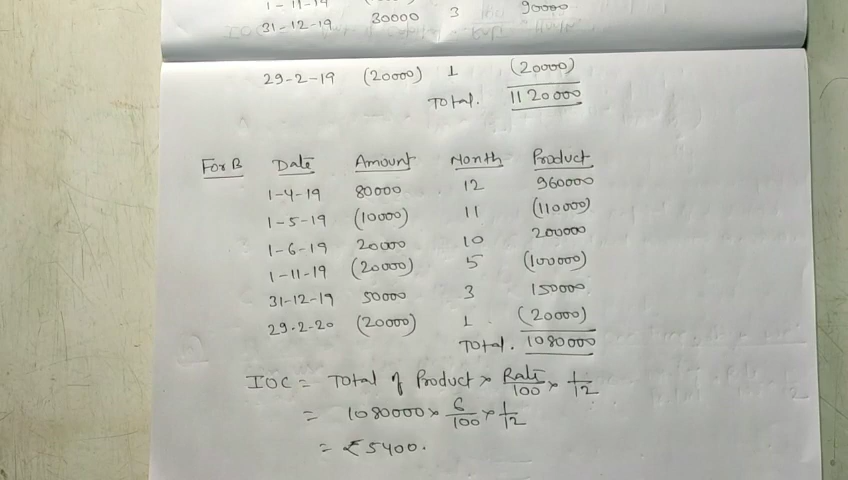 1-11-19
31-12-19 30000 3 90000
29-2-19 (20000) 1 (20000)
Total. 1120000
For B Date Amount Month Product
1-4-19 80000 12 960000
1-5-19 (10000) 11 (110000)
1-6-19 20000 10 200000
1-11-19 (20000) 5 (100000)
31-12-19 50000 3 150000
29-2-20 (20000) 1 (20000)
Total. 1080000
IOC = Total of Product × Rate/100 × 1/12
= 1080000 × 6/100 × 1/12
= ₹5400.